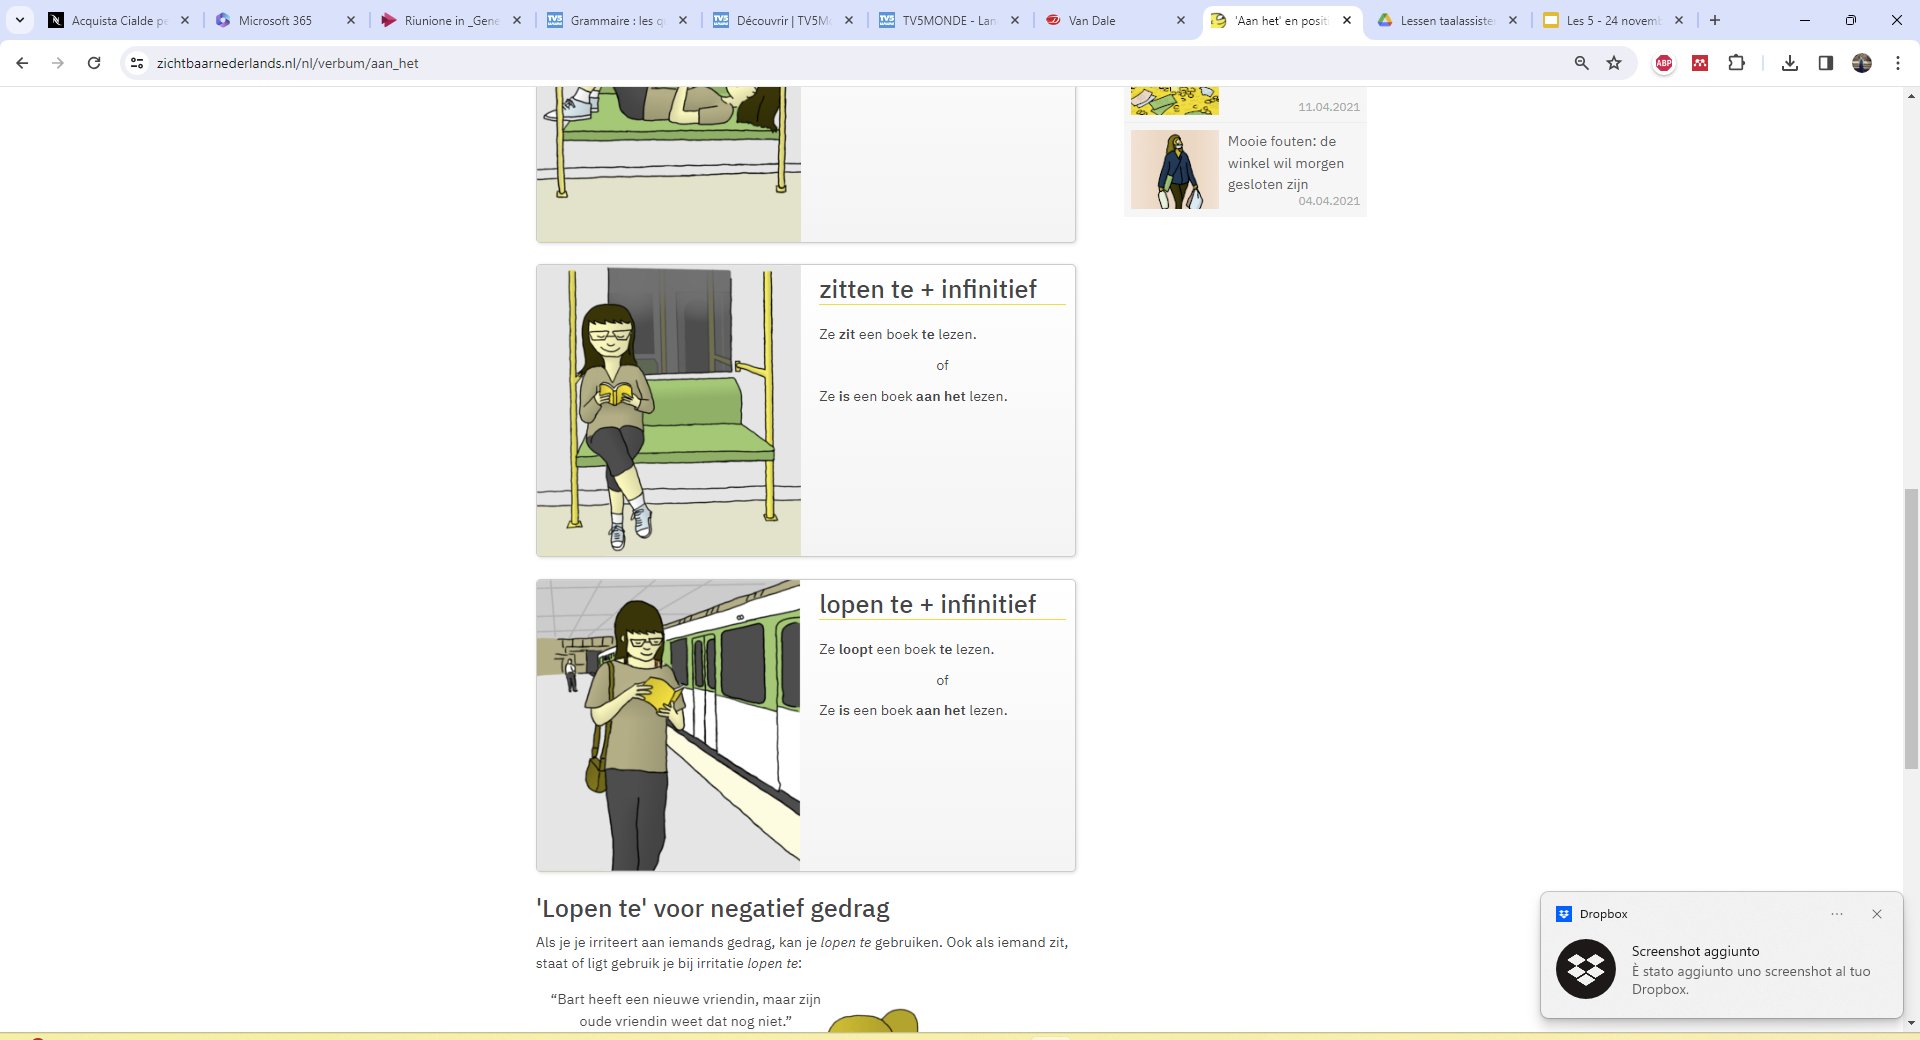 Acquista Cialde pe
Microsoft 365
Riunione in _Gene
Grammaire : les q
Découvrir | TV5M
TV5MONDE - Lan
Van Dale
'Aan het' en posit
Lessen taalassiste
Les 5 - 24 novemb
zichtbaarnederlands.nl/nl/verbum/aan_het
ABP
11.04.2021
Mooie fouten: de
winkel wil morgen
gesloten zijn
04.04.2021
zitten te + infinitief
Ze zit een boek te lezen.
of
Ze is een boek aan het lezen.
lopen te + infinitief
Ze loopt een boek te lezen.
of
Ze is een boek aan het lezen.
'Lopen te' voor negatief gedrag
Als je je irriteert aan iemands gedrag, kan je lopen te gebruiken. Ook als iemand zit,
staat of ligt gebruik je bij irritatie lopen te:
“Bart heeft een nieuwe vriendin, maar zijn
oude vriendin weet dat nog niet.”
Dropbox
Screenshot aggiunto
È stato aggiunto uno screenshot al tuo
Dropbox.